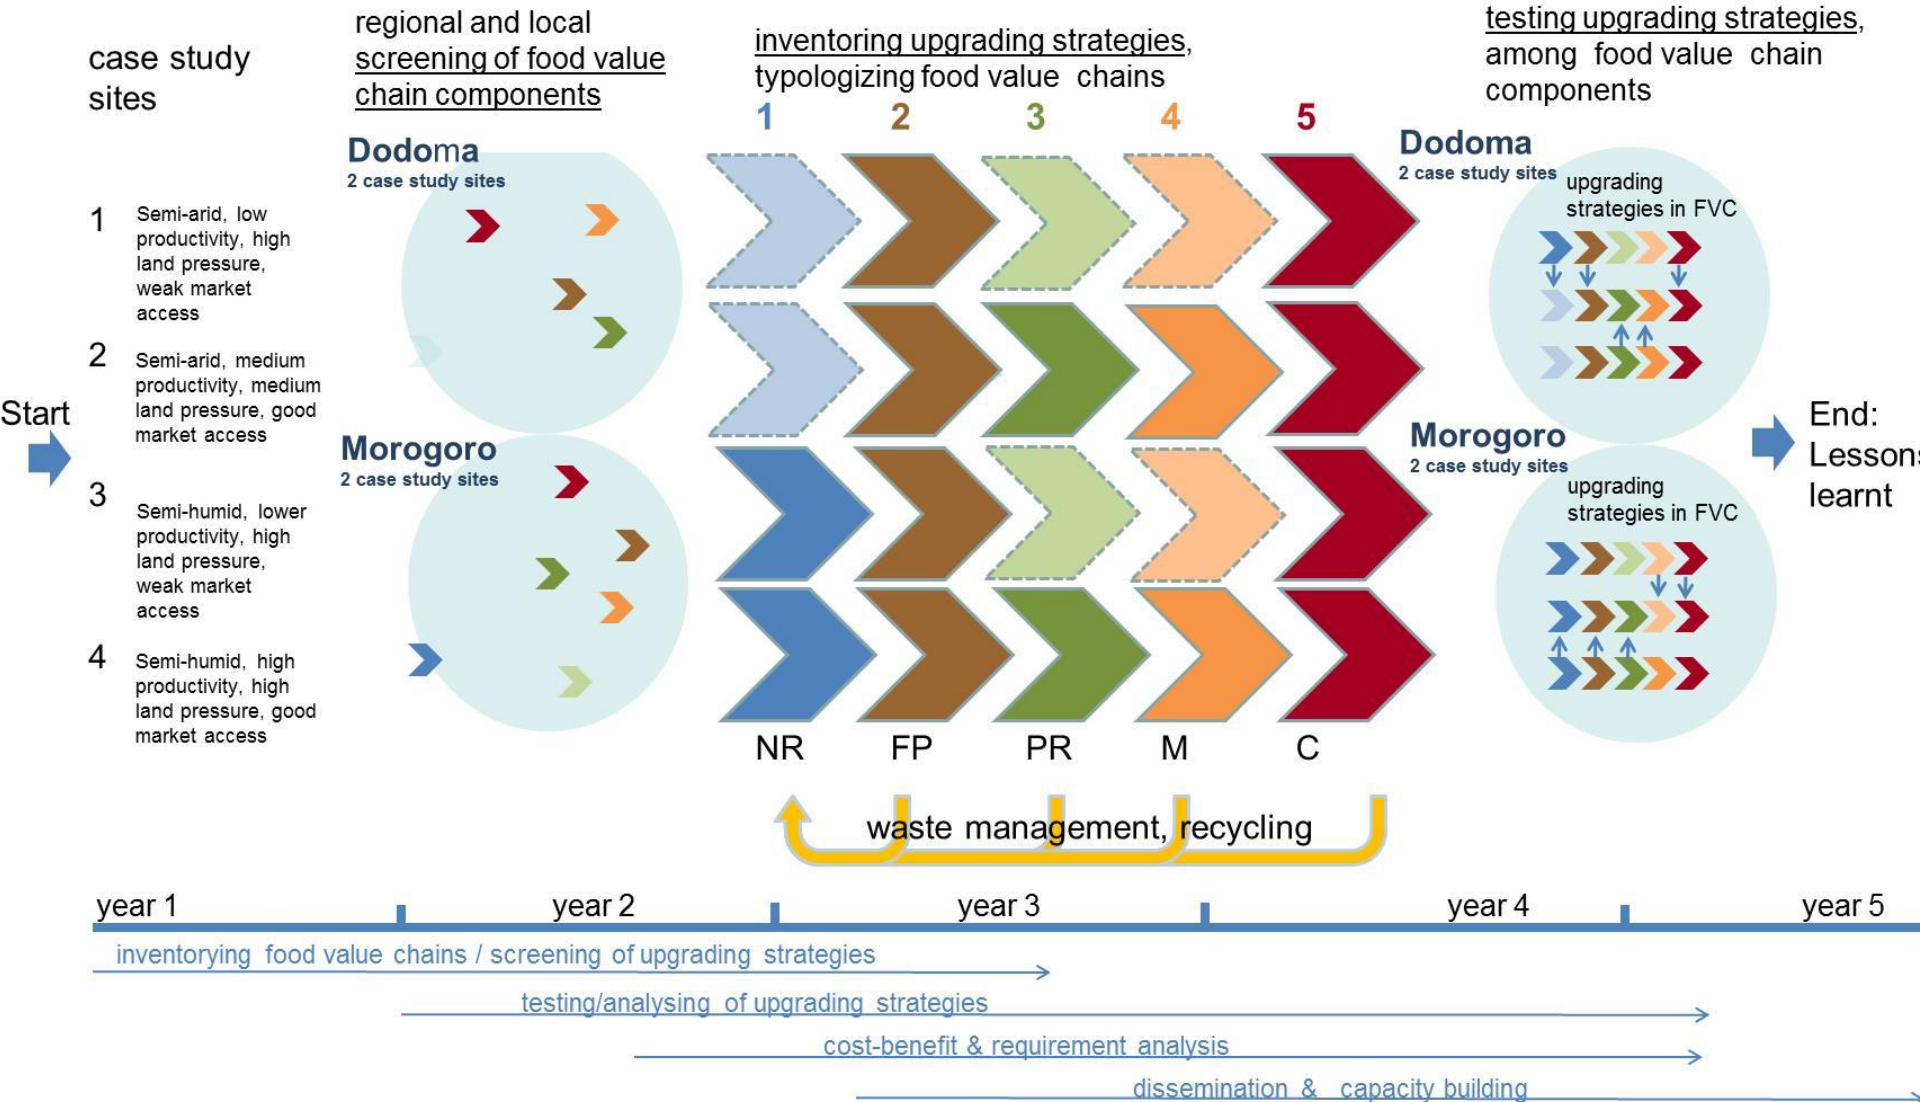 case study
sites
regional and local
screening of food value
chain components
inventoring upgrading strategies,
typologizing food value chains
testing upgrading strategies,
among food value chain
components
1 2 3 4 5
Start
1
Semi-arid, low
productivity, high
land pressure,
weak market
access
2
Semi-arid, medium
productivity, medium
land pressure, good
market access
3
Semi-humid, lower
productivity, high
land pressure,
weak market
access
4
Semi-humid, high
productivity, high
land pressure, good
market access
Dodoma
2 case study sites
Morogoro
2 case study sites
NR FP PR M C
waste management, recycling
Dodoma
2 case study sites
upgrading
strategies in FVC
Morogoro
2 case study sites
upgrading
strategies in FVC
End:
Lessons
learnt
year 1 year 2 year 3 year 4 year 5
inventorying food value chains / screening of upgrading strategies
testing/analysing of upgrading strategies
cost-benefit & requirement analysis
dissemination & capacity building